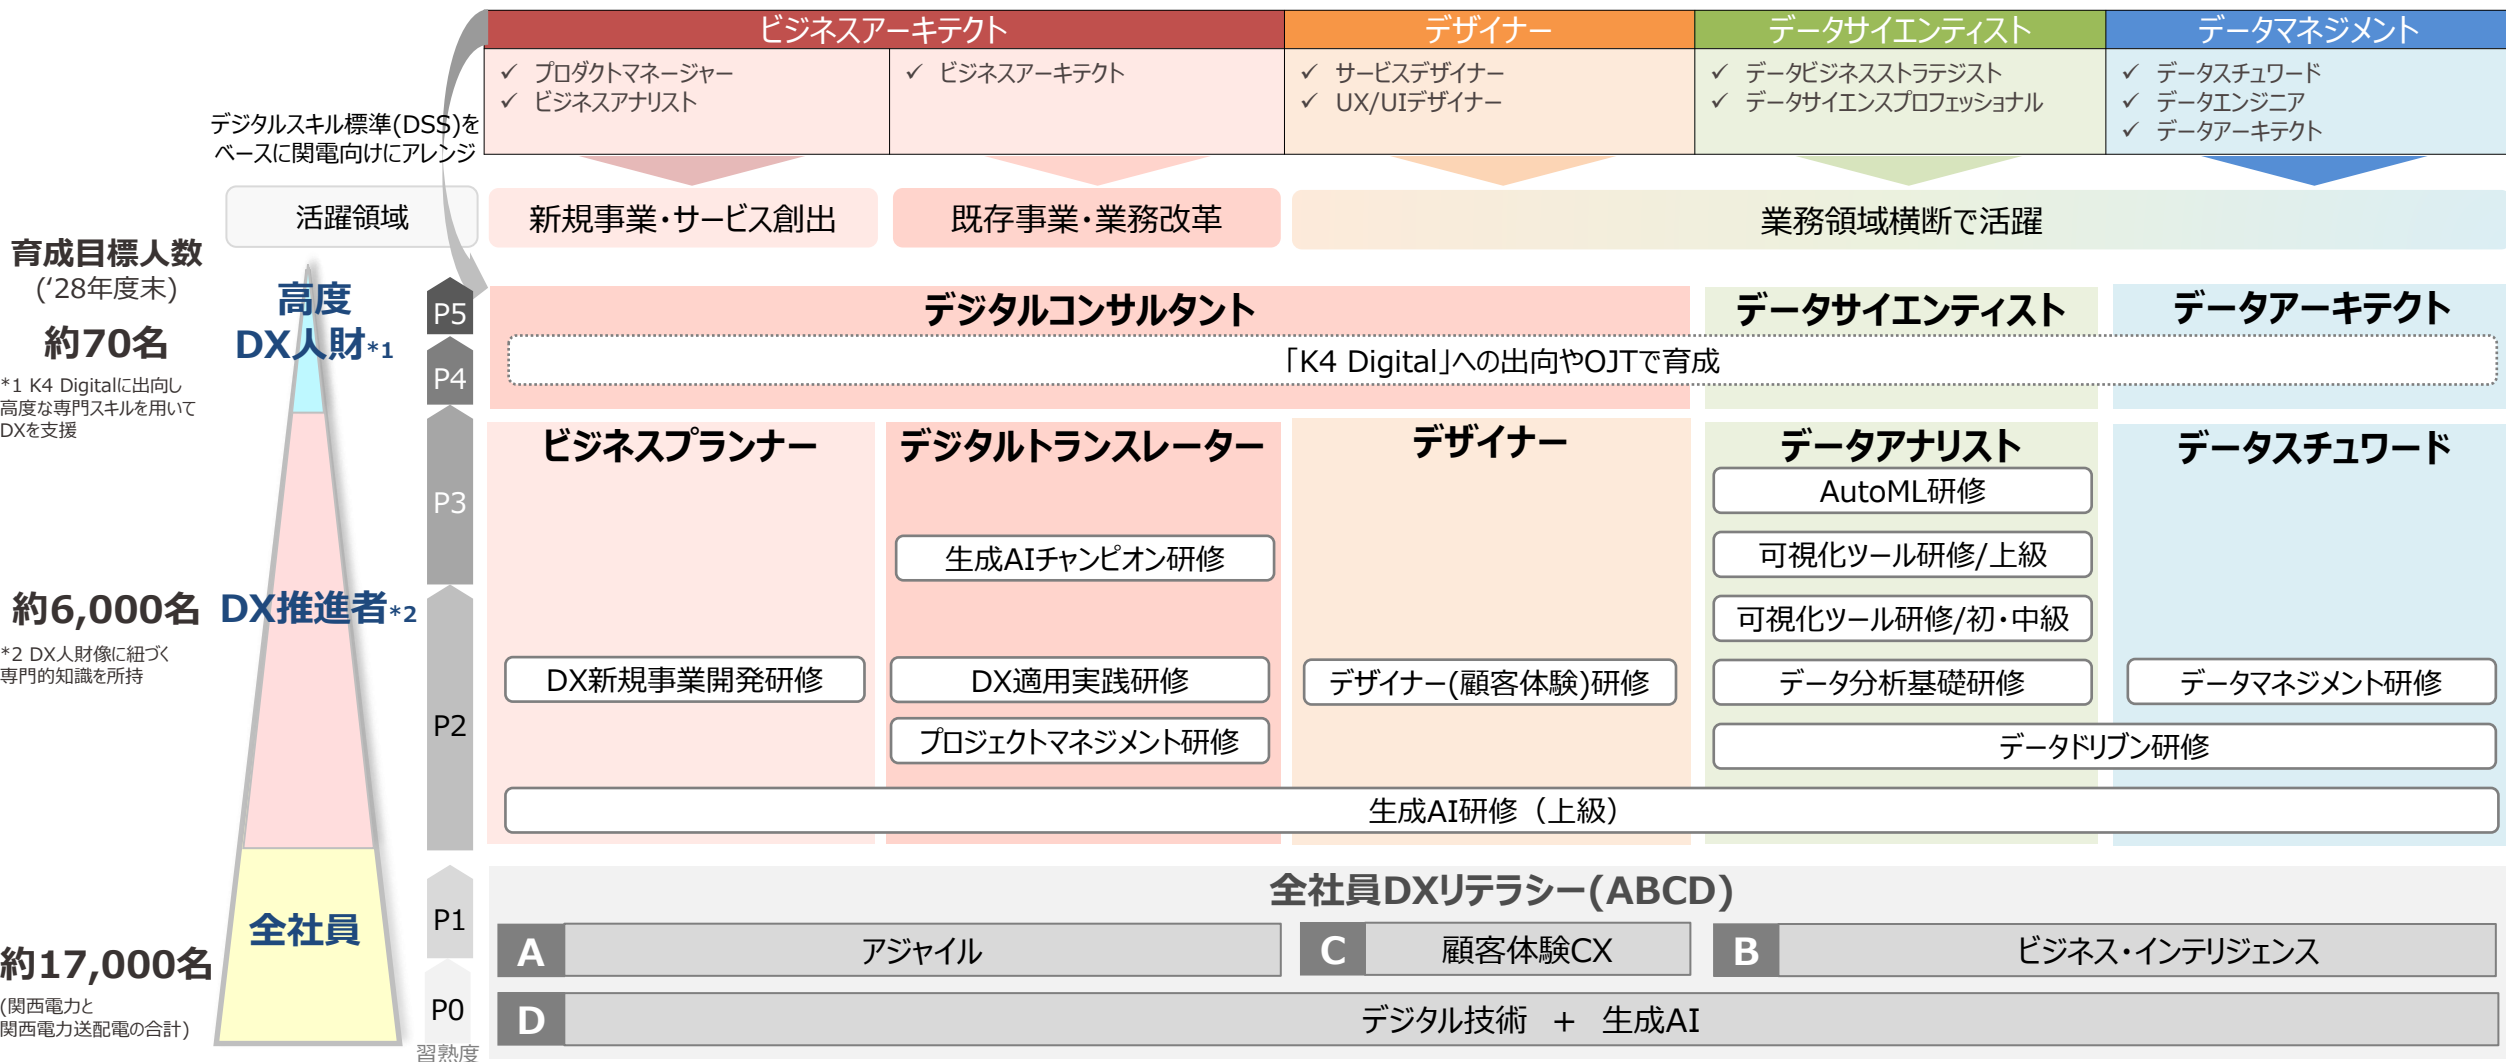 ビジネスアーキテクト
デザイナー
データサイエンティスト
データマネジメント
✓ プロダクトマネージャー
✓ ビジネスアナリスト
✓ ビジネスアーキテクト
✓ サービスデザイナー
✓ UX/UIデザイナー
✓ データビジネスストラテジスト
✓ データサイエンスプロフェッショナル
✓ データスチュワード
✓ データエンジニア
✓ データアーキテクト
デジタルスキル標準(DSS)を
ベースに関電向けにアレンジ
活躍領域
新規事業・サービス創出
既存事業・業務改革
業務領域横断で活躍
育成目標人数
(‘28年度末)
約70名
*1 K4 Digitalに出向し
高度な専門スキルを用いて
DXを支援
高度
DX人財*1
P5
P4
デジタルコンサルタント
データサイエンティスト
データアーキテクト
「K4 Digital」への出向やOJTで育成
約6,000名
*2 DX人財像に紐づく
専門的知識を所持
DX推進者*2
P3
P2
ビジネスプランナー
デジタルトランスレーター
デザイナー
データアナリスト
データスチュワード
AutoML研修
生成AIチャンピオン研修
可視化ツール研修/上級
可視化ツール研修/初・中級
DX新規事業開発研修
DX適用実践研修
デザイナー(顧客体験)研修
データ分析基礎研修
データマネジメント研修
プロジェクトマネジメント研修
データドリブン研修
生成AI研修（上級）
約17,000名
(関西電力と
関西電力送配電の合計)
全社員
P1
P0
習熟度
全社員DXリテラシー(ABCD)
A アジャイル
C 顧客体験CX
B ビジネス・インテリジェンス
D デジタル技術 + 生成AI